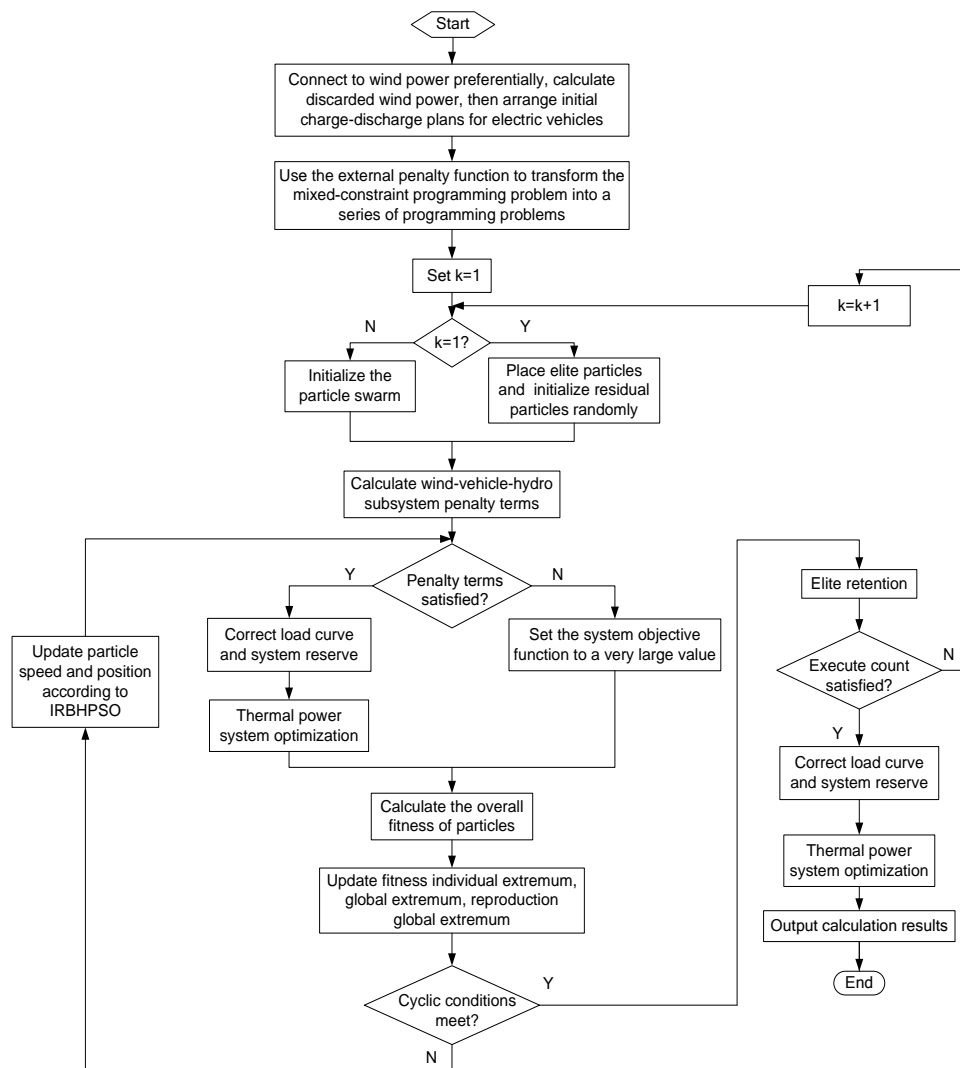 Start
Connect to wind power preferentially, calculate
discarded wind power, then arrange initial
charge-discharge plans for electric vehicles
Use the external penalty function to transform the
mixed-constraint programming problem into a
series of programming problems
Set k=1
k=k+1
N
Y
k=1?
Initialize the
particle swarm
Place elite particles
and initialize residual
particles randomly
Calculate wind-vehicle-hydro
subsystem penalty terms
Y
N
Penalty terms
satisfied?
Correct load curve
and system reserve
Set the system objective
function to a very large value
Update particle
speed and position
according to
IRBHPSO
Thermal power
system optimization
Calculate the overall
fitness of particles
Update fitness individual extremum,
global extremum, reproduction
global extremum
Cyclic conditions
meet?
Y
N
Elite retention
Execute count
satisfied?
N
Y
Correct load curve
and system reserve
Thermal power
system optimization
Output calculation results
End